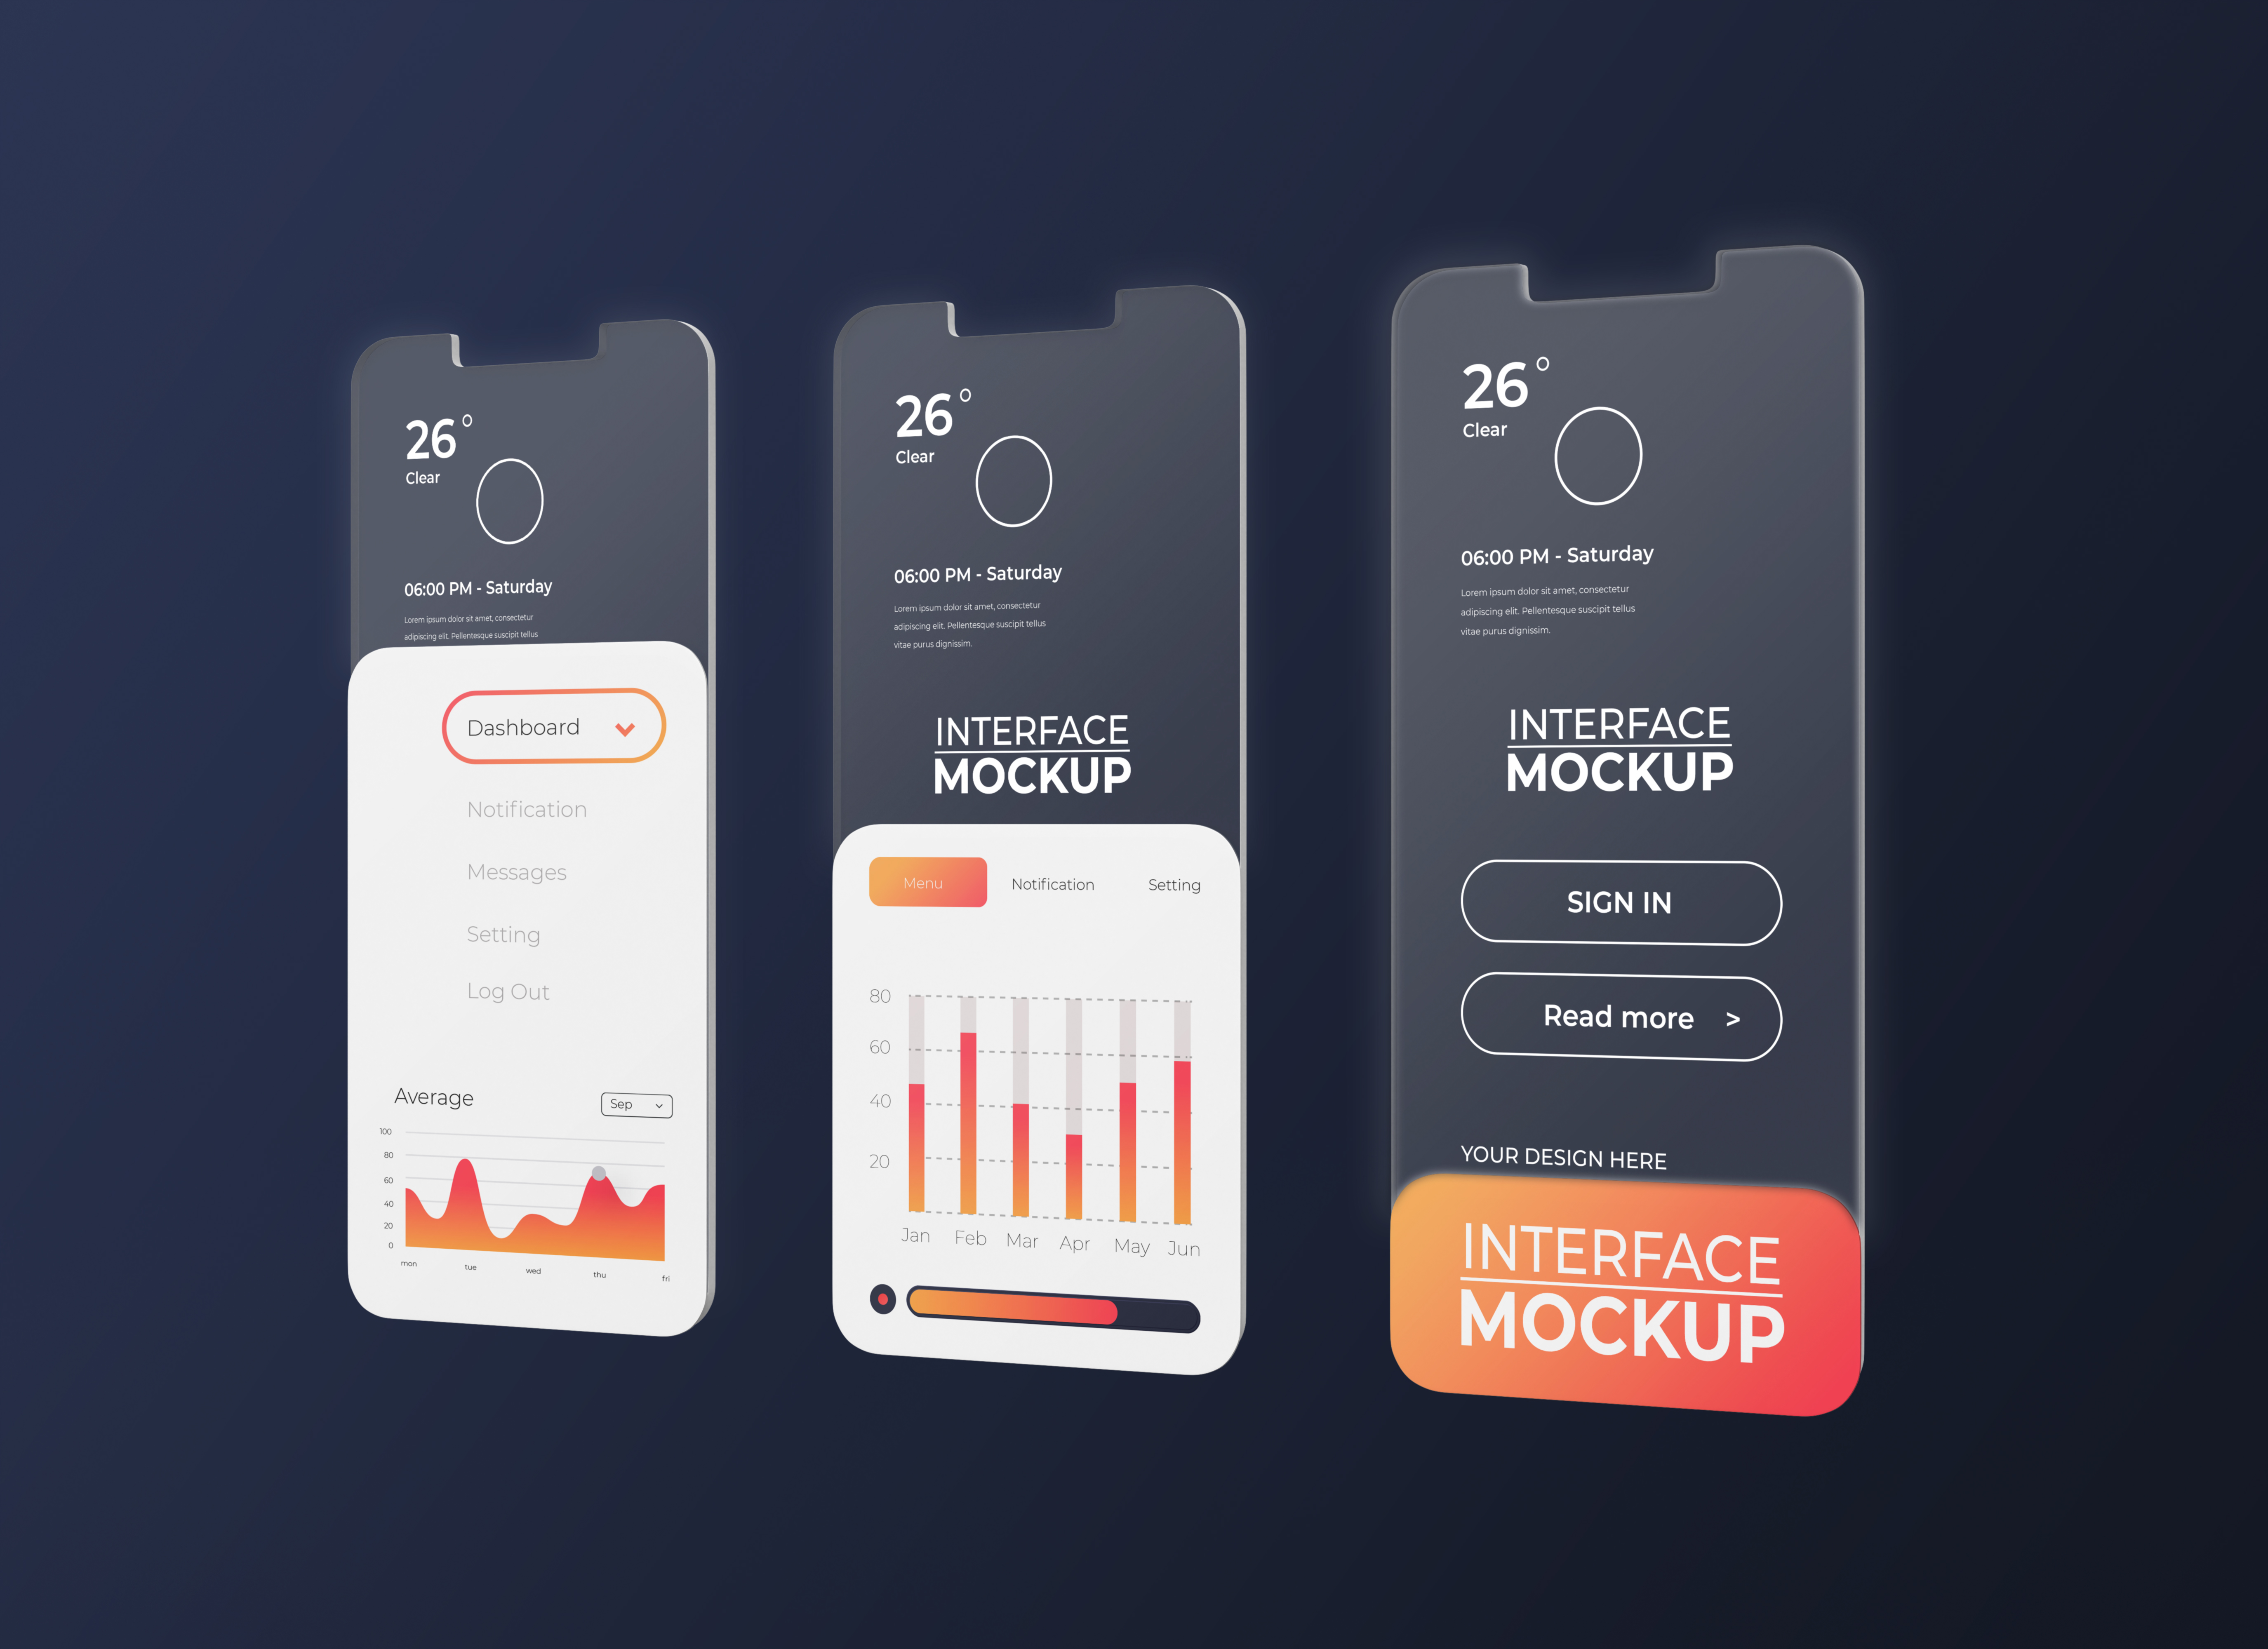 26°
Clear
06:00 PM - Saturday
Lorem ipsum dolor sit amet, consectetur
adipiscing elit. Pellentesque suscipit tellus
Dashboard
Notification
Messages
Setting
Log Out
Average
Sep
100
80
60
40
20
0
mon tue wed thu fri
26°
Clear
06:00 PM - Saturday
Lorem ipsum dolor sit amet, consectetur
adipiscing elit. Pellentesque suscipit tellus
vitae purus dignissim.
INTERFACE
MOCKUP
Menu Notification Setting
80
60
40
20
Jan Feb Mar Apr May Jun
26°
Clear
06:00 PM - Saturday
Lorem ipsum dolor sit amet, consectetur
adipiscing elit. Pellentesque suscipit tellus
vitae purus dignissim.
INTERFACE
MOCKUP
SIGN IN
Read more >
YOUR DESIGN HERE
INTERFACE
MOCKUP